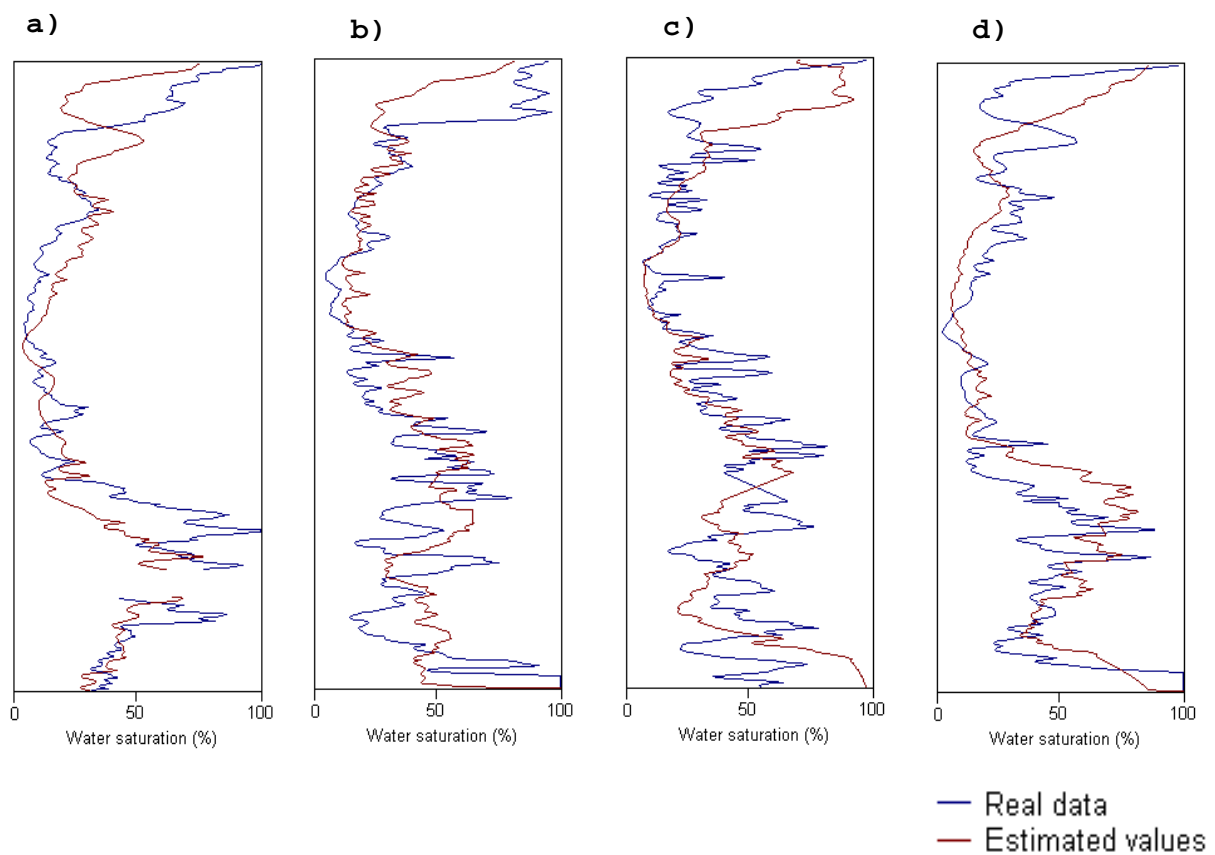 a) b) c) d)
0 50 100 0 50 100 0 50 100 0 50 100
Water saturation (%) Water saturation (%) Water saturation (%) Water saturation (%)
Real data
Estimated values